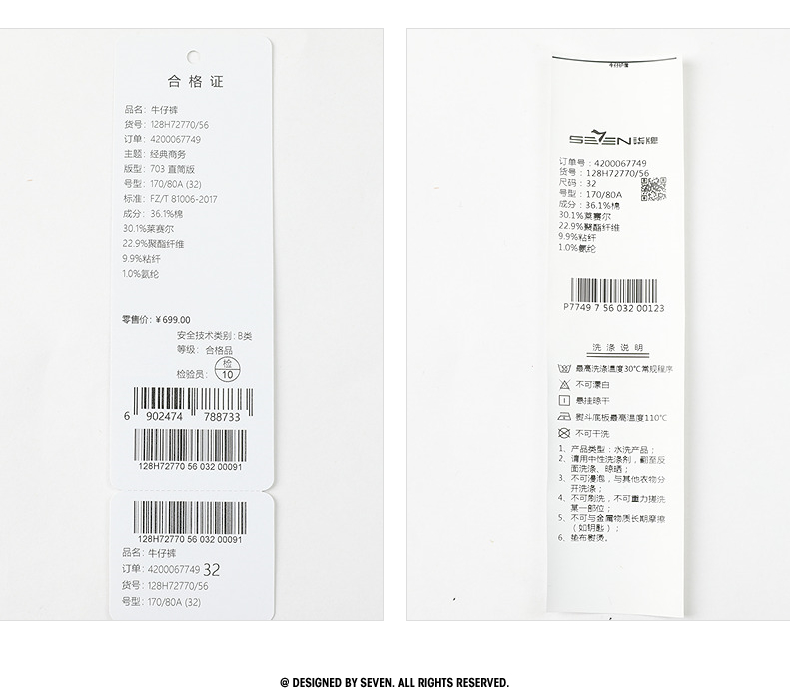 合格证
品名：牛仔裤
货号：128H72770/56
订单：4200067749
主题：经典商务
版型：703 直筒版
号型：170/80A (32)
标准：FZ/T 81006-2017
成分：36.1%棉
30.1%莱赛尔
22.9%聚酯纤维
9.9%粘纤
1.0%氨纶
零售价：￥699.00
安全技术类别：B类
等级：合格品
检验员：检 10
6 902474 788733
128H72770 56 032 00091
128H72770 56 032 00091
品名：牛仔裤
订单：4200067749 32
货号：128H72770/56
号型：170/80A (32)
SEVEN
订单号：4200067749
货号：128H72770/56
尺码：32
号型：170/80A
成分：36.1%棉
30.1%莱赛尔
22.9%聚酯纤维
9.9%粘纤
1.0%氨纶
P7749 7 56 032 00123
洗涤说明
最高洗涤温度30℃常规程序
不可漂白
悬挂晾干
熨斗底板最高温度110℃
不可干洗
1、产品类型：水洗产品；
2、请用中性洗涤剂，翻至反
面洗涤、晾晒；
3、不可浸泡，与其他衣物分
开洗涤；
4、不可刷洗，不可重力搓洗
某一部位；
5、不可与金属物质长期摩擦
（如钥匙）；
6、垫布熨烫。
@ DESIGNED BY SEVEN. ALL RIGHTS RESERVED.